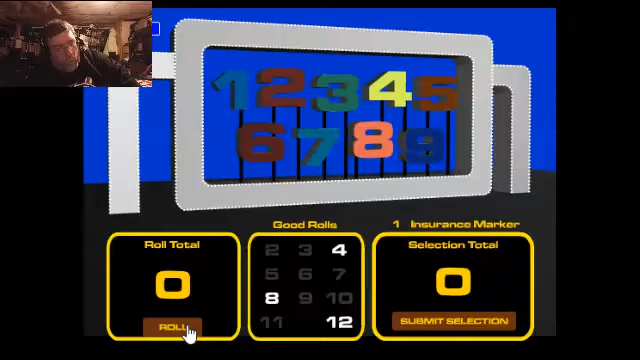 1 2 3 4 5
6 7 8 9
Good Rolls
1 Insurance Marker
Roll Total
0
ROLL
2 3 4
5 6 7
8 9 10
11 12
Selection Total
0
SUBMIT SELECTION